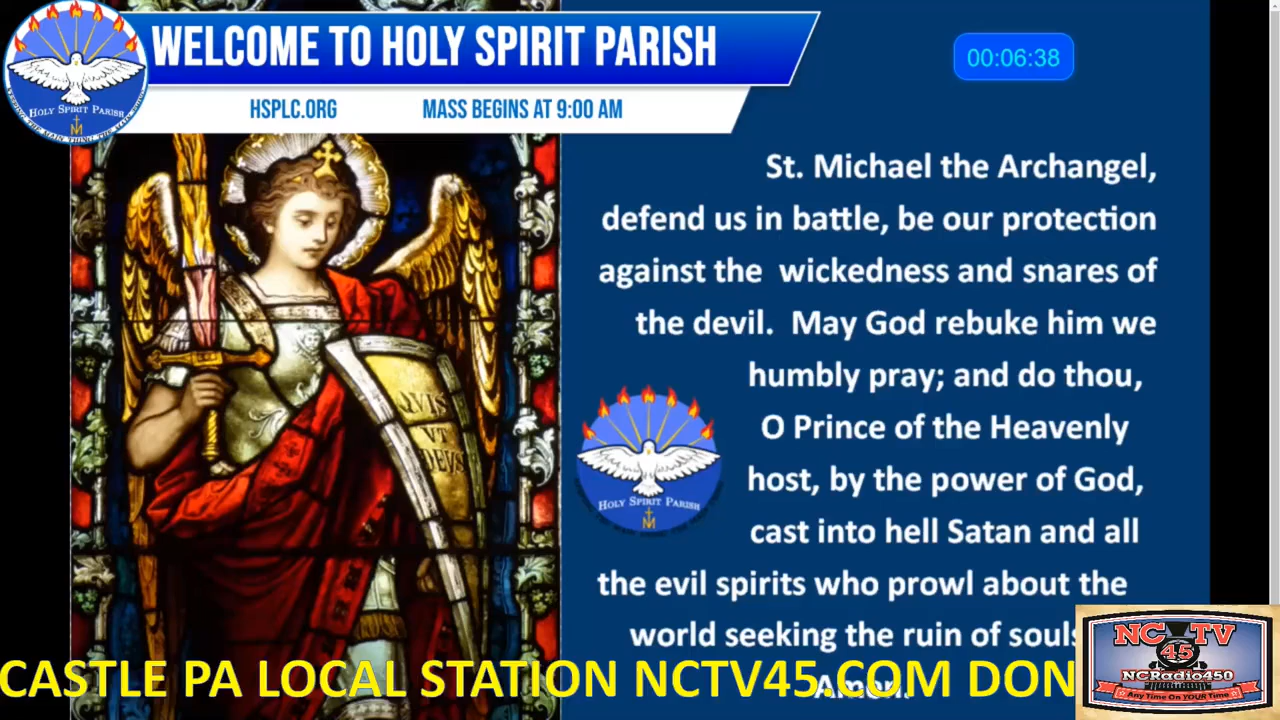 WELCOME TO HOLY SPIRIT PARISH
HSPLC.ORG MASS BEGINS AT 9:00 AM
HOLY SPIRIT PARISH
00:06:38
St. Michael the Archangel,
defend us in battle, be our protection
against the wickedness and snares of
the devil. May God rebuke him we
humbly pray; and do thou,
O Prince of the Heavenly
host, by the power of God,
cast into hell Satan and all
the evil spirits who prowl about the
world seeking the ruin of souls
Amen.
QVIS
VT
DEVS
HOLY SPIRIT PARISH
CASTLE PA LOCAL STATION NCTV45.COM DON
NC TV
45
NCRadio450
Any Time On YOUR Time